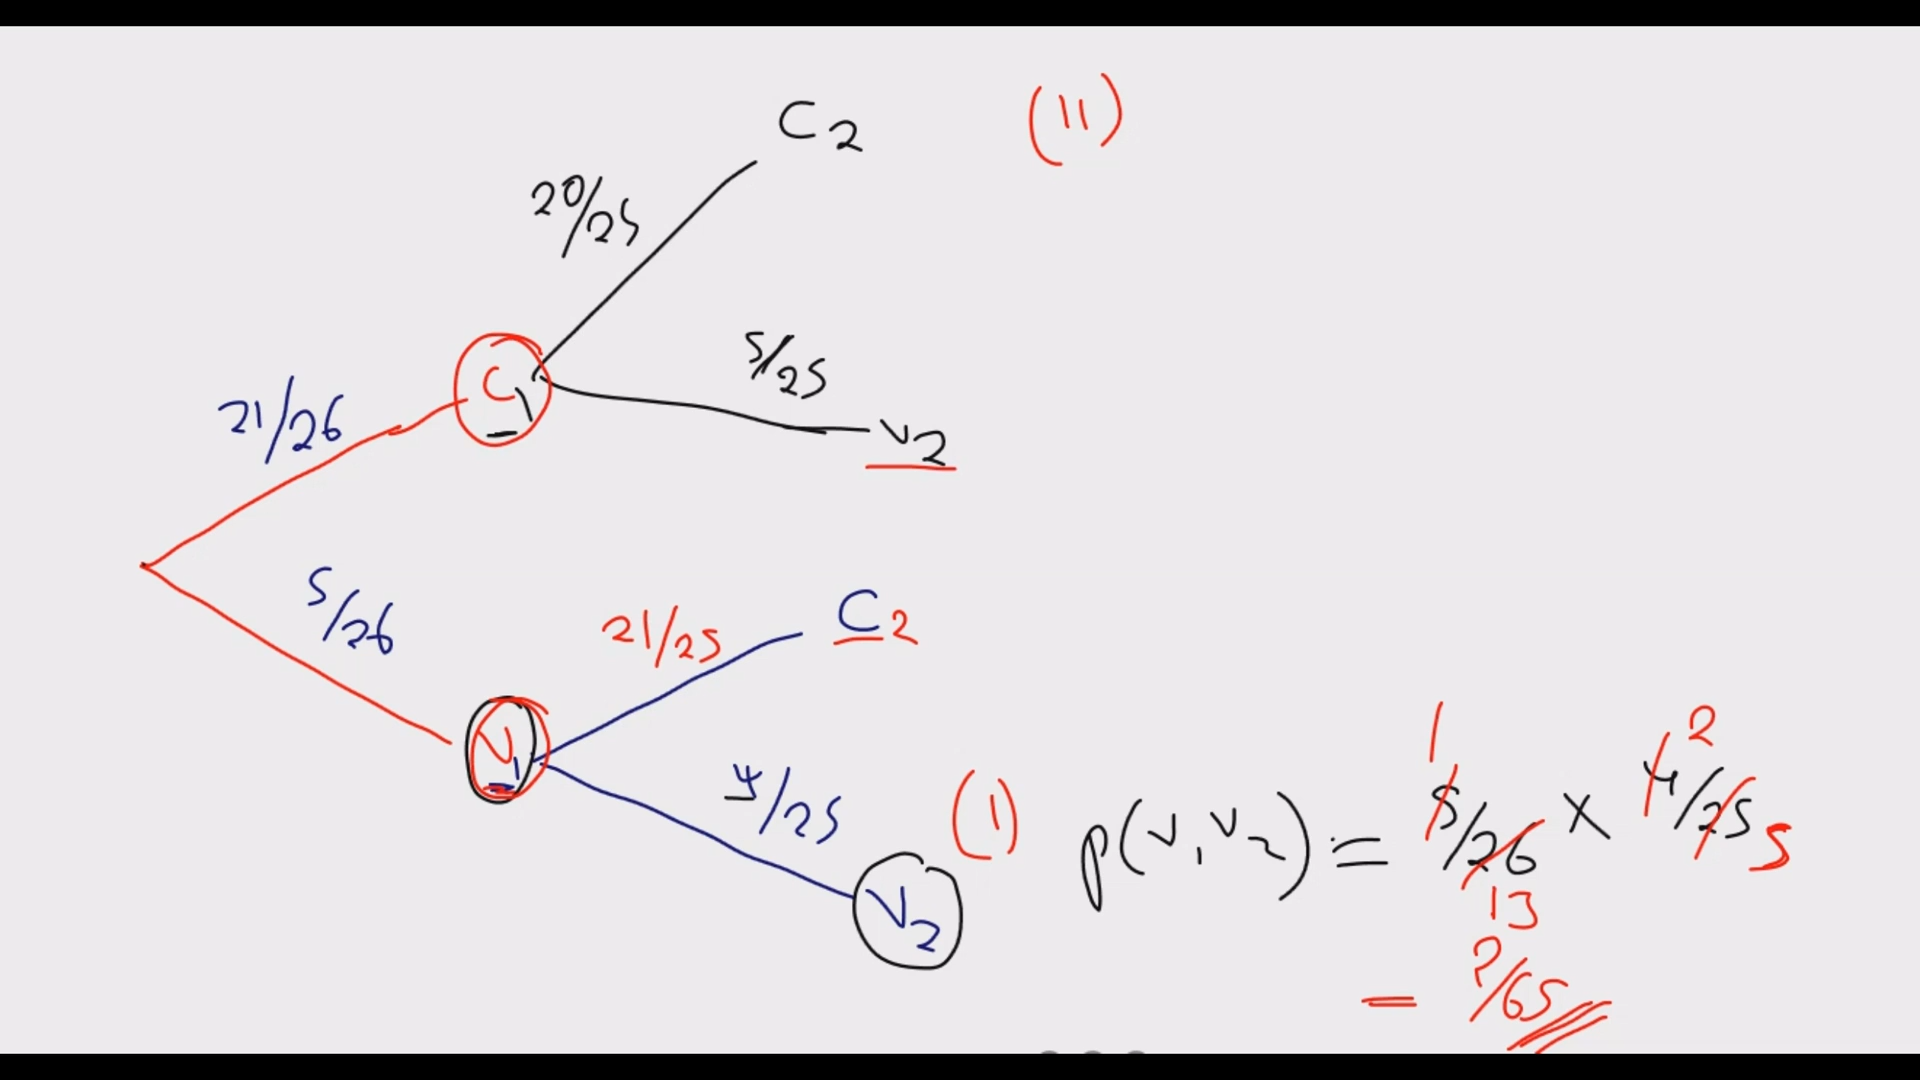 C2
(11)
20/25
C1
5/25
21/26
V2
5/26
21/25
C2
V1
4/25
V2
(1) P(V1V2) = 5/26 x 4/25
1 2
13 5
= 2/65